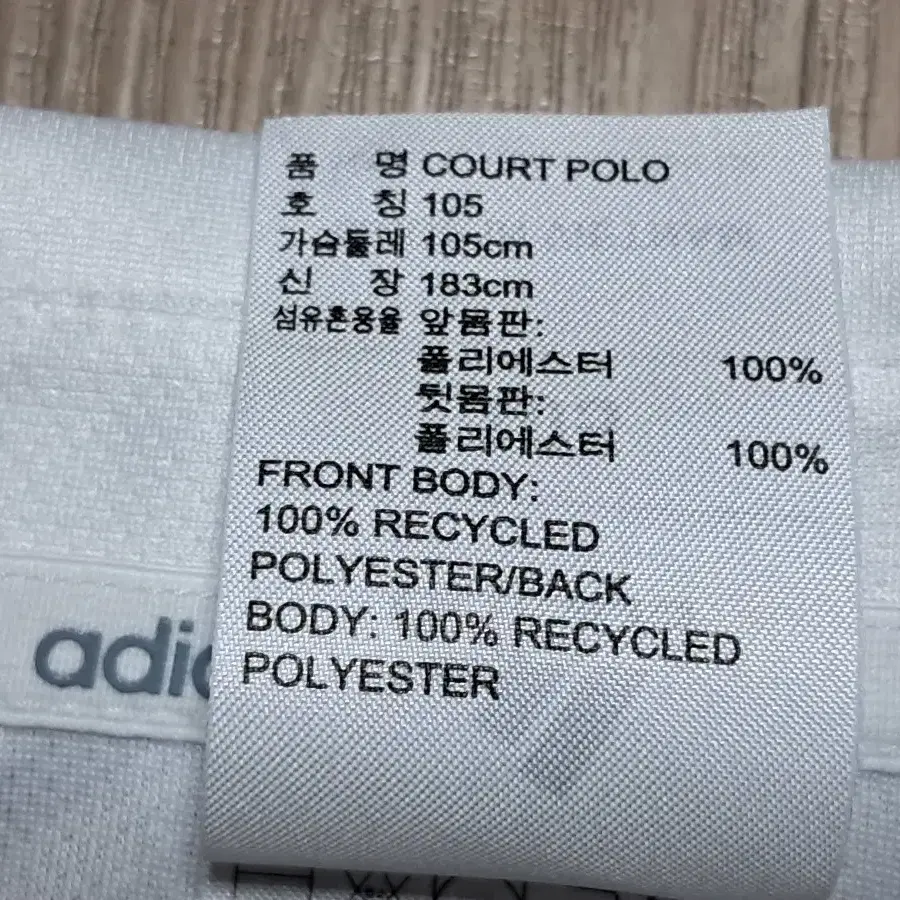 품 명 COURT POLO
호 칭 105
가슴둘레 105cm
신 장 183cm
섬유혼용율 앞몸판:
폴리에스터 100%
뒷몸판:
폴리에스터 100%
FRONT BODY:
100% RECYCLED
POLYESTER/BACK
BODY: 100% RECYCLED
POLYESTER
adi